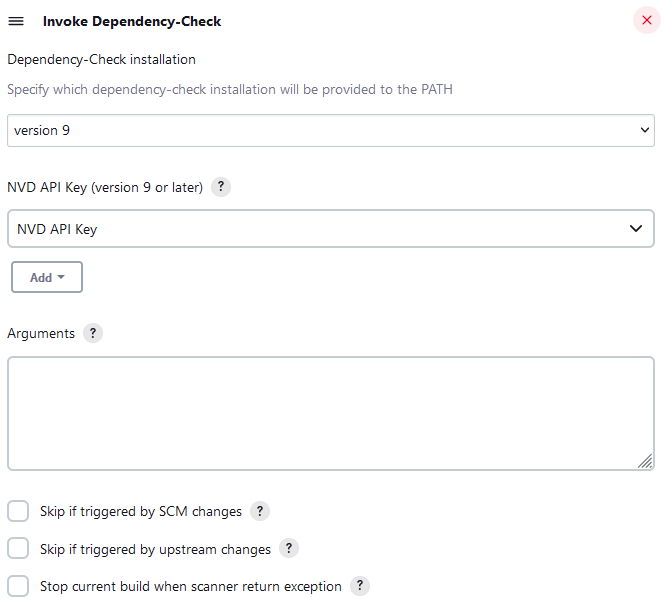 Invoke Dependency-Check
Dependency-Check installation
Specify which dependency-check installation will be provided to the PATH
version 9
NVD API Key (version 9 or later) ?
NVD API Key
Add
Arguments ?
Skip if triggered by SCM changes ?
Skip if triggered by upstream changes ?
Stop current build when scanner return exception ?